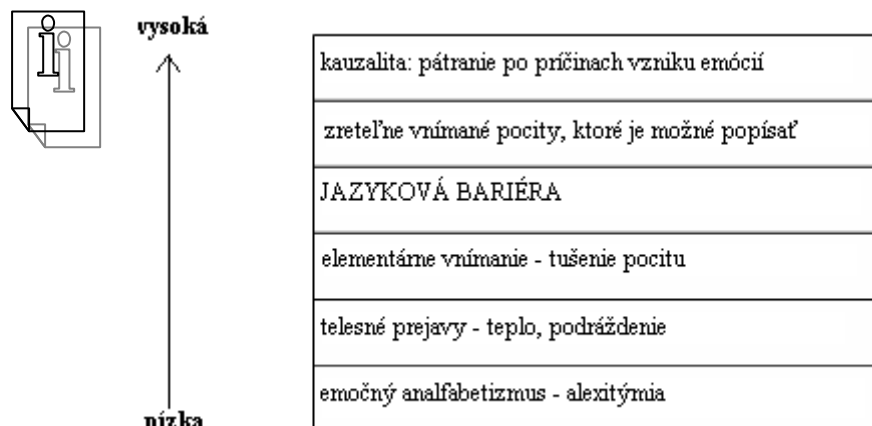 vysoká
kauzalita: pátranie po príčinach vzniku emócií
zreteľne vnímané pocity, ktoré je možné popísať
JAZYKOVÁ BARIÉRA
elementárne vnímanie - tušenie pocitu
telesné prejavy - teplo, podráždenie
emočný analfabetizmus - alexitýmia
nízka